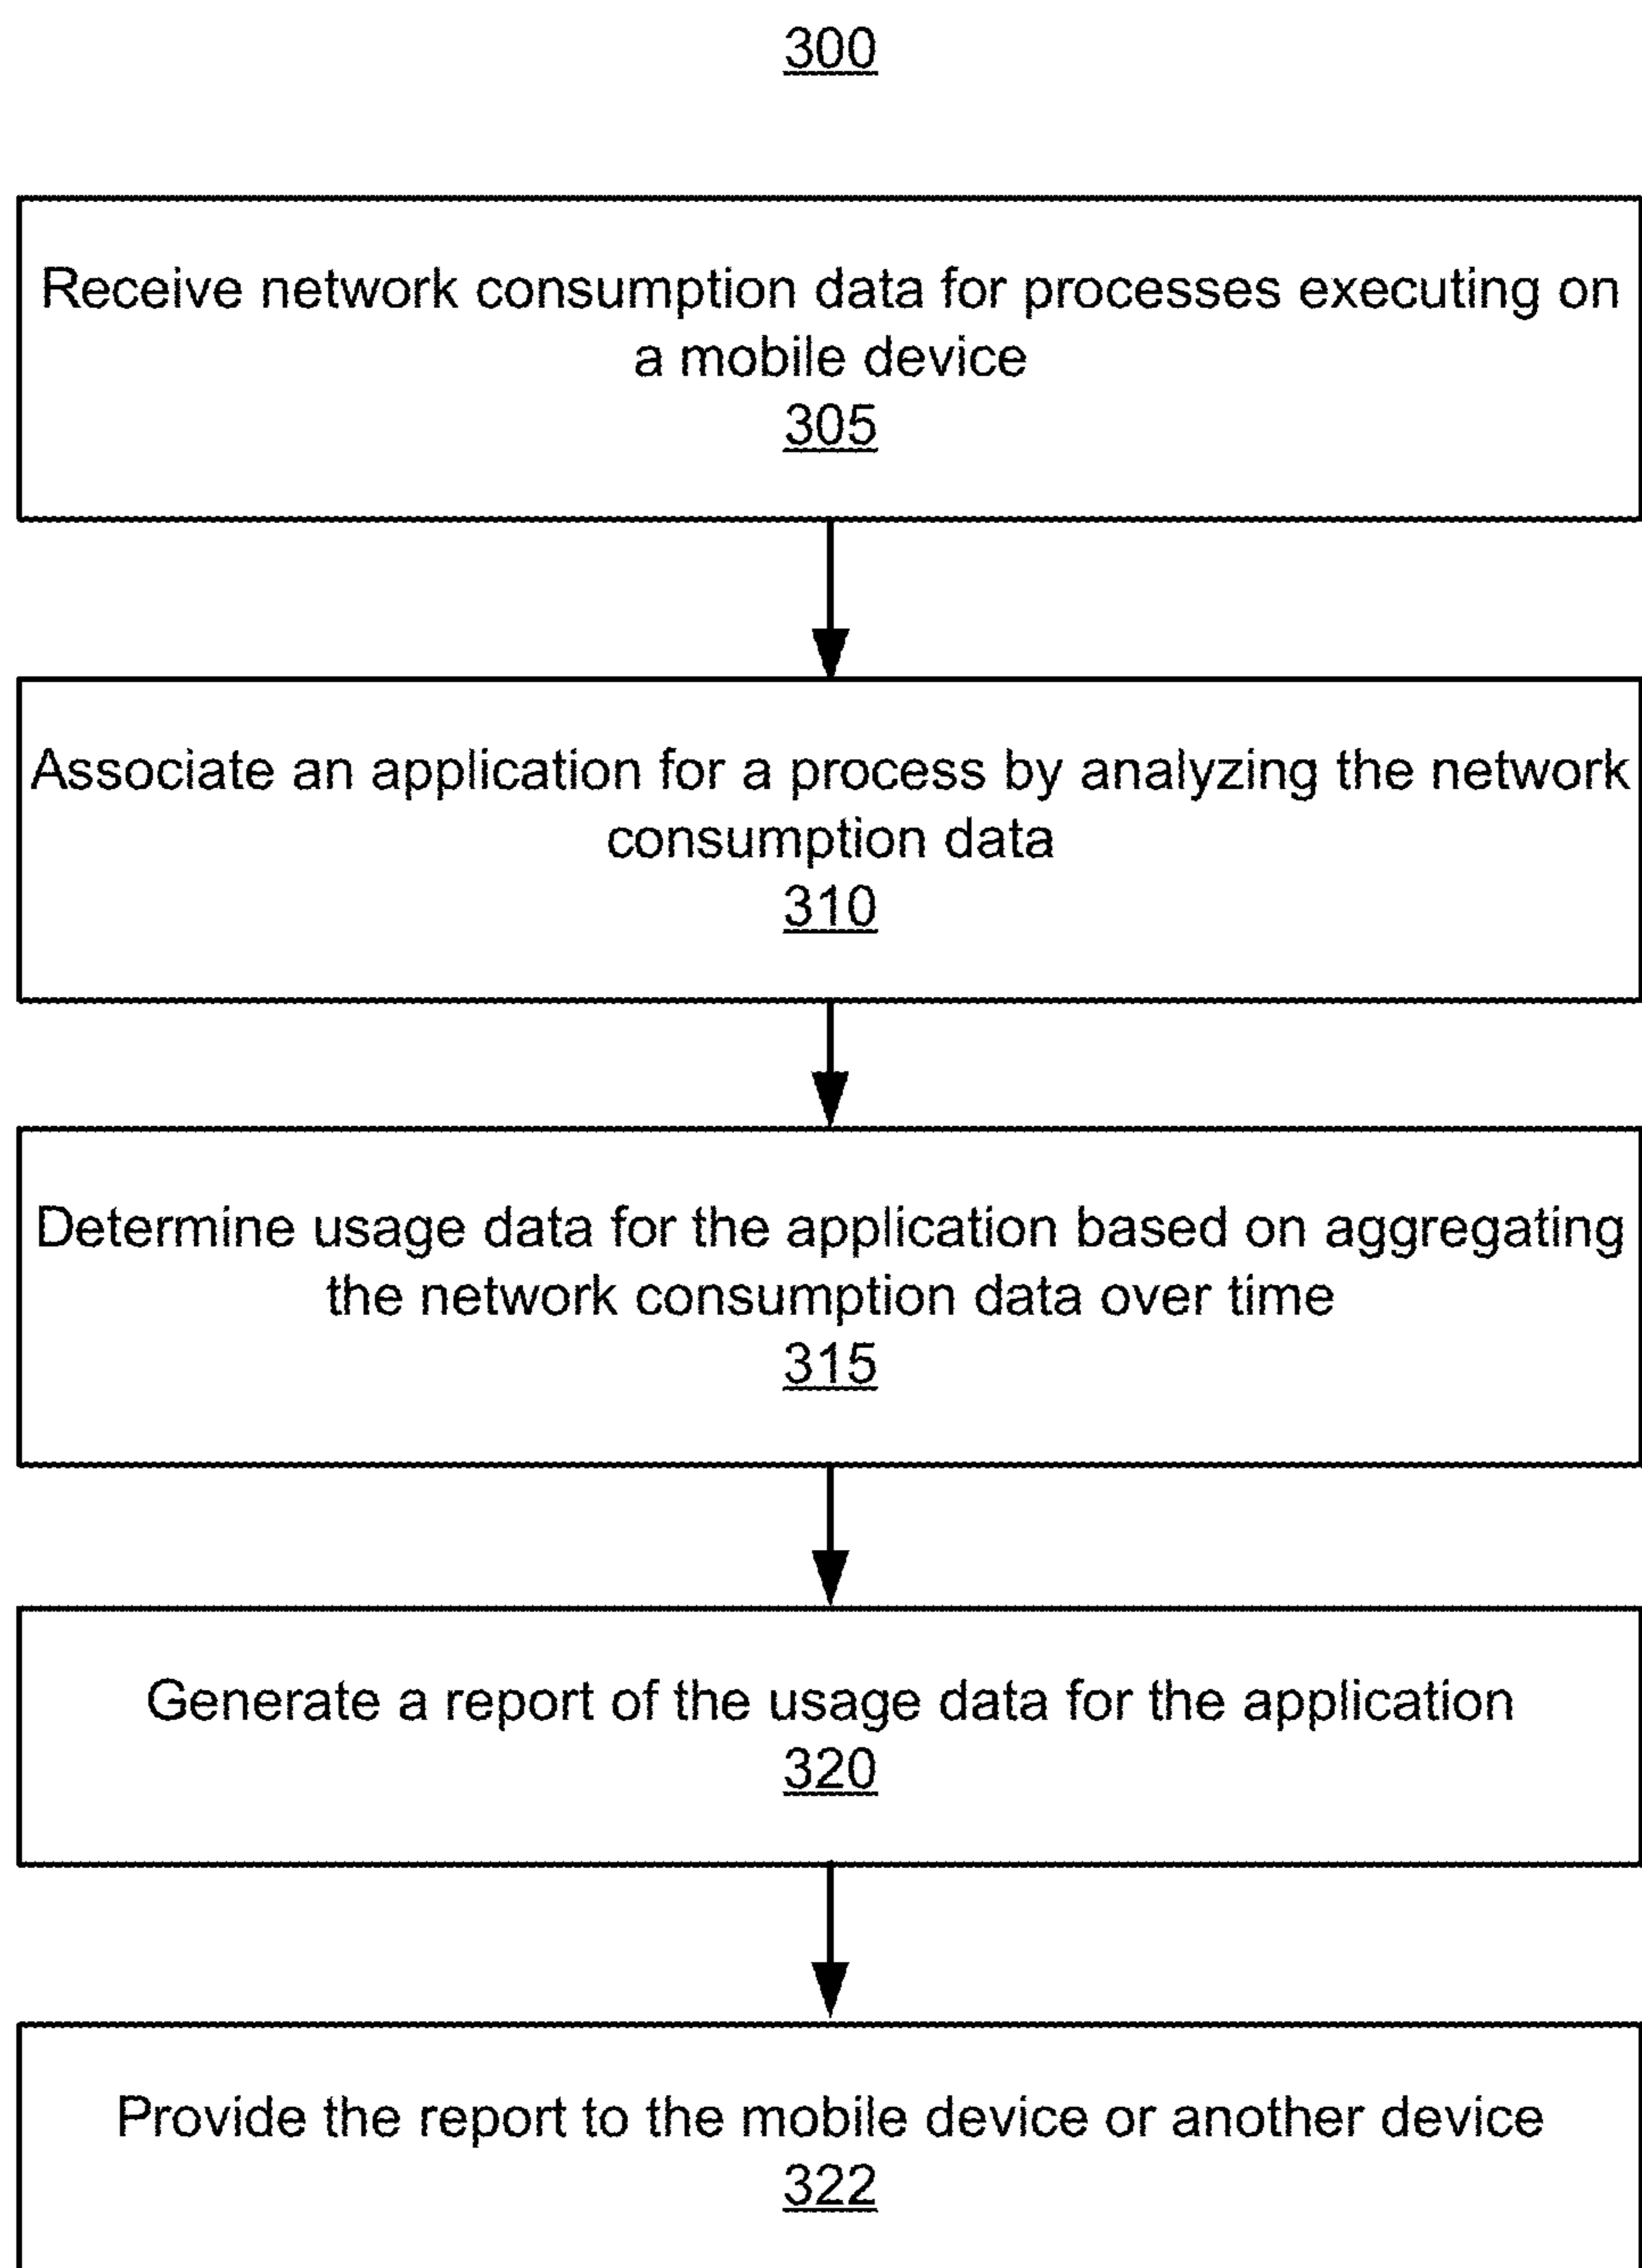 300
Receive network consumption data for processes executing on
a mobile device
305
Associate an application for a process by analyzing the network
consumption data
310
Determine usage data for the application based on aggregating
the network consumption data over time
315
Generate a report of the usage data for the application
320
Provide the report to the mobile device or another device
322